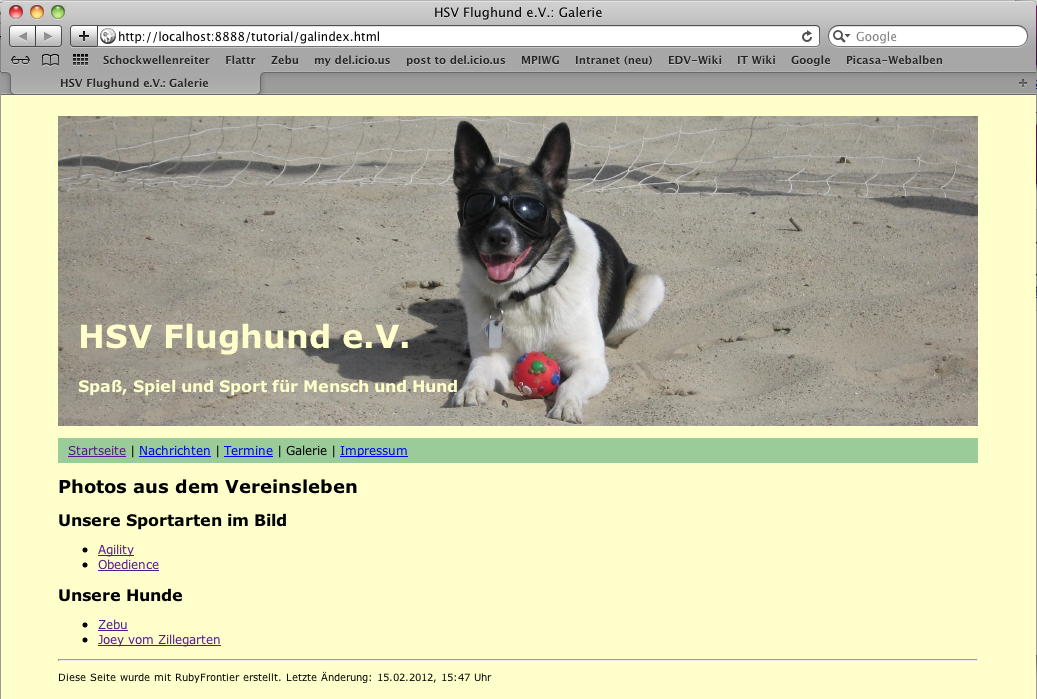 HSV Flughund e.V.: Galerie
http://localhost:8888/tutorial/galindex.html
Google
Schockwellenreiter Flattr Zebu my del.icio.us post to del.icio.us MPIWG Intranet (neu) EDV-Wiki IT Wiki Google Picasa-Webalben
HSV Flughund e.V.: Galerie
HSV Flughund e.V.
Spaß, Spiel und Sport für Mensch und Hund
Startseite | Nachrichten | Termine | Galerie | Impressum
Photos aus dem Vereinsleben
Unsere Sportarten im Bild
Agility
Obedience
Unsere Hunde
Zebu
Joey vom Zillegarten
Diese Seite wurde mit RubyFrontier erstellt. Letzte Änderung: 15.02.2012, 15:47 Uhr